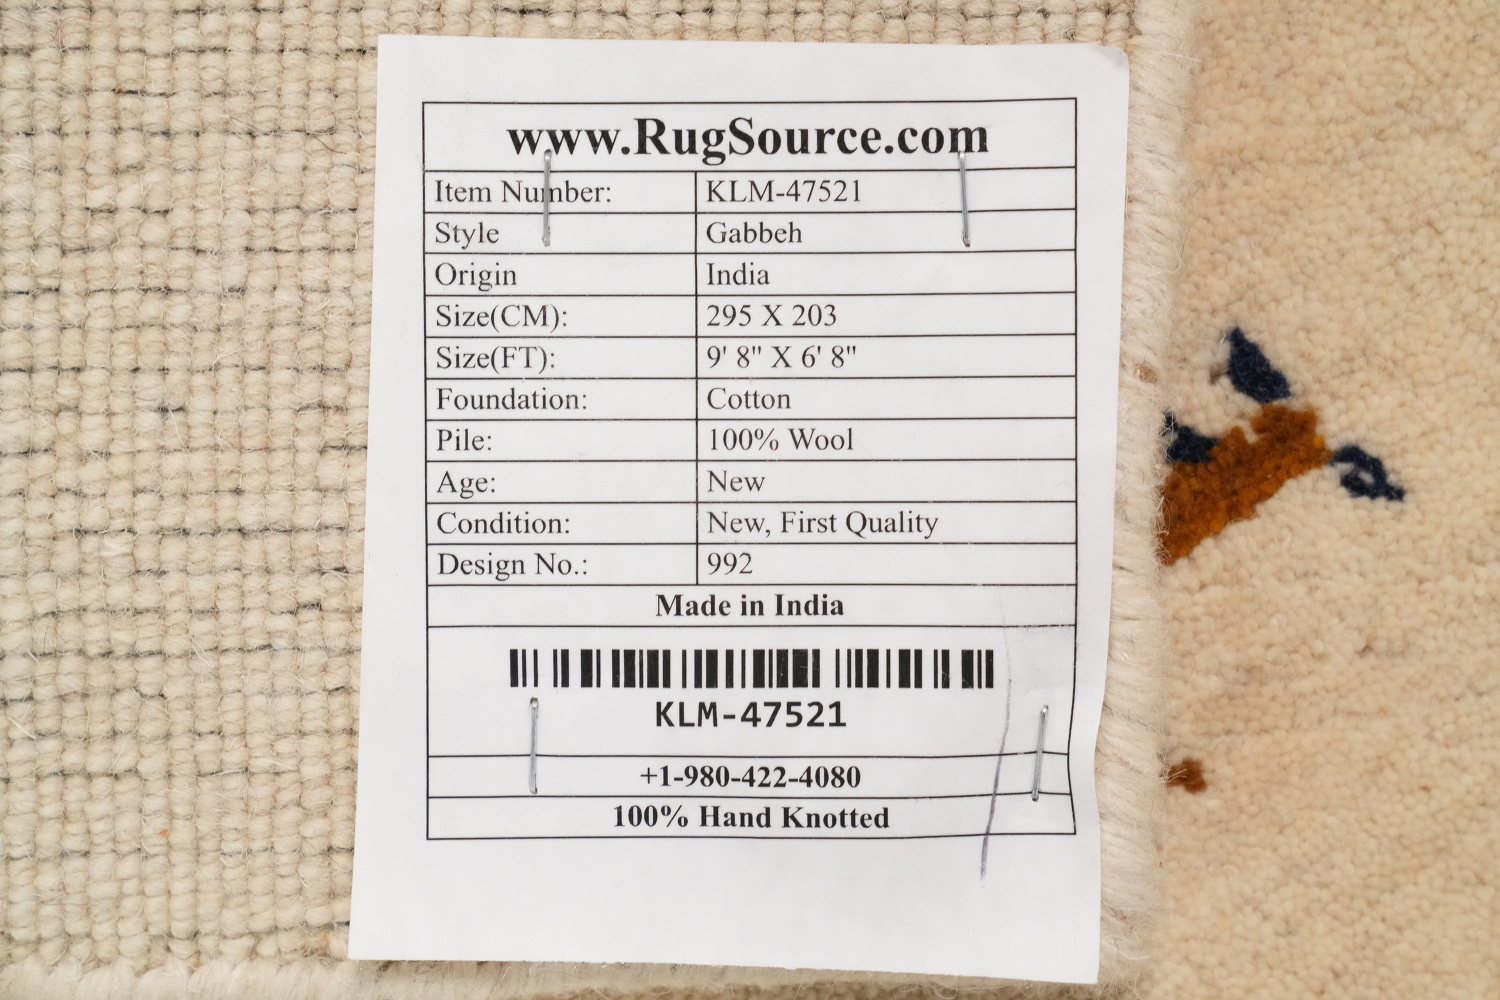 www.RugSource.com
Item Number: KLM-47521
Style Gabbeh
Origin India
Size(CM): 295 X 203
Size(FT): 9' 8" X 6' 8"
Foundation: Cotton
Pile: 100% Wool
Age: New
Condition: New, First Quality
Design No.: 992
Made in India
KLM-47521
+1-980-422-4080
100% Hand Knotted